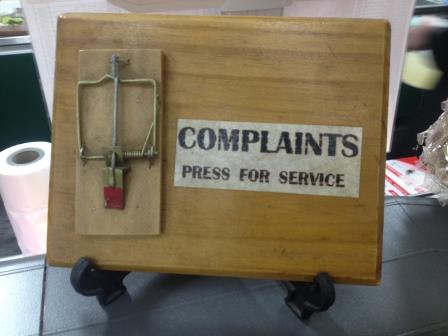 COMPLAINTS
PRESS FOR SERVICE